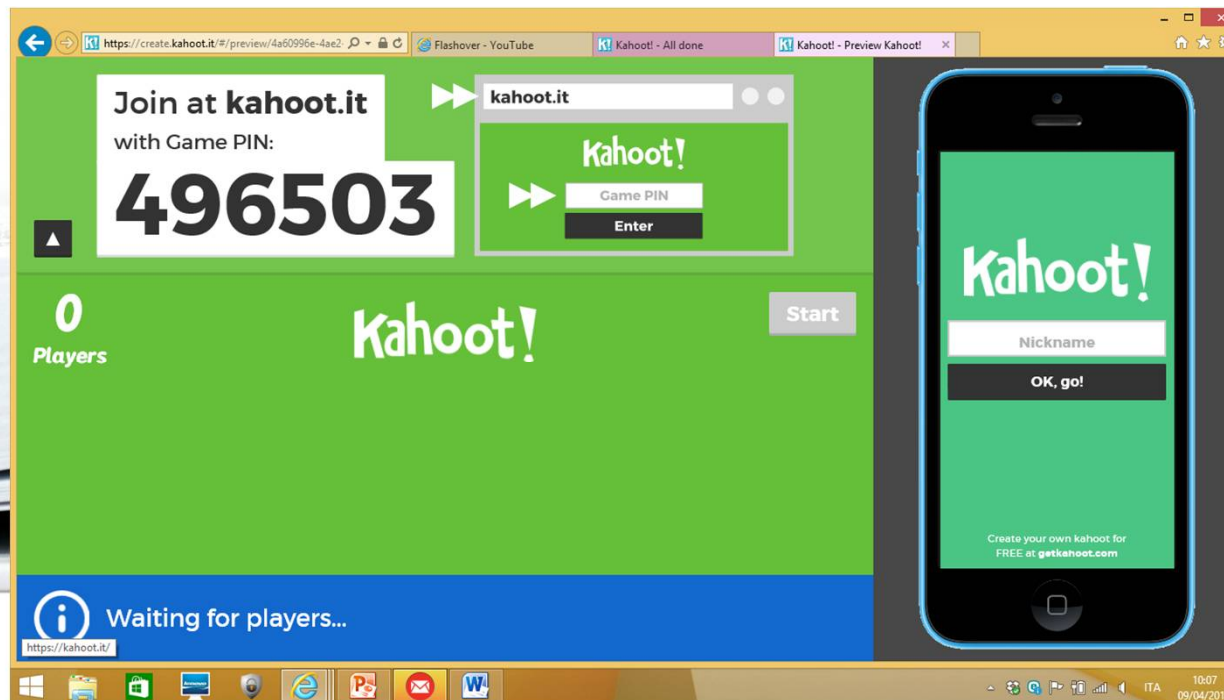 https://create.kahoot.it/#/preview/4a60996e-4ae2-
Flashover - YouTube
Kahoot! - All done
Kahoot! - Preview Kahoot!
Join at kahoot.it
with Game PIN:
496503
kahoot.it
Kahoot!
Game PIN
Enter
0
Players
Kahoot!
Start
Waiting for players...
https://kahoot.it/
Kahoot!
Nickname
OK, go!
Create your own kahoot for
FREE at getkahoot.com
ITA
10:07
09/04/201